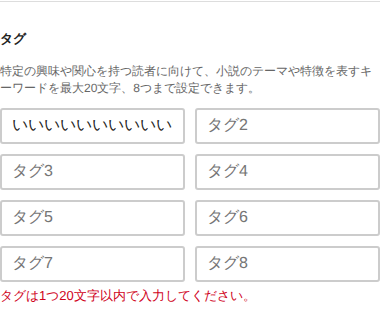 タグ
特定の興味や関心を持つ読者に向けて、小説のテーマや特徴を表すキ
ーワードを最大20文字、8つまで設定できます。
いいいいいいいいいい
タグ2
タグ3
タグ4
タグ5
タグ6
タグ7
タグ8
タグは1つ20文字以内で入力してください。